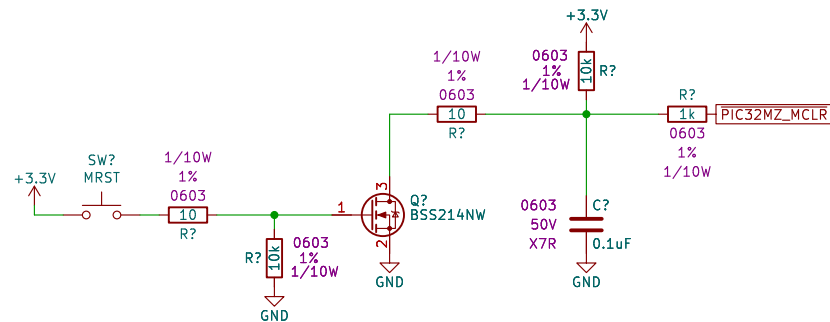 +3.3V
SW?
MRST
1/10W
1%
0603
10
R?
R?
10k
0603
1%
1/10W
GND
1
3
2
Q?
BSS214NW
GND
1/10W
1%
0603
10
R?
+3.3V
0603
1%
1/10W
10k
R?
R?
1k
0603
1%
1/10W
PIC32MZ_MCLR
0603
50V
X7R
C?
0.1uF
GND